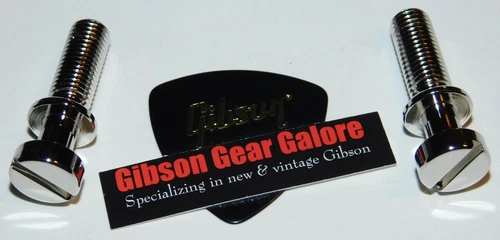 Gibson
Gibson Gear Galore
Specializing in new & vintage Gibson